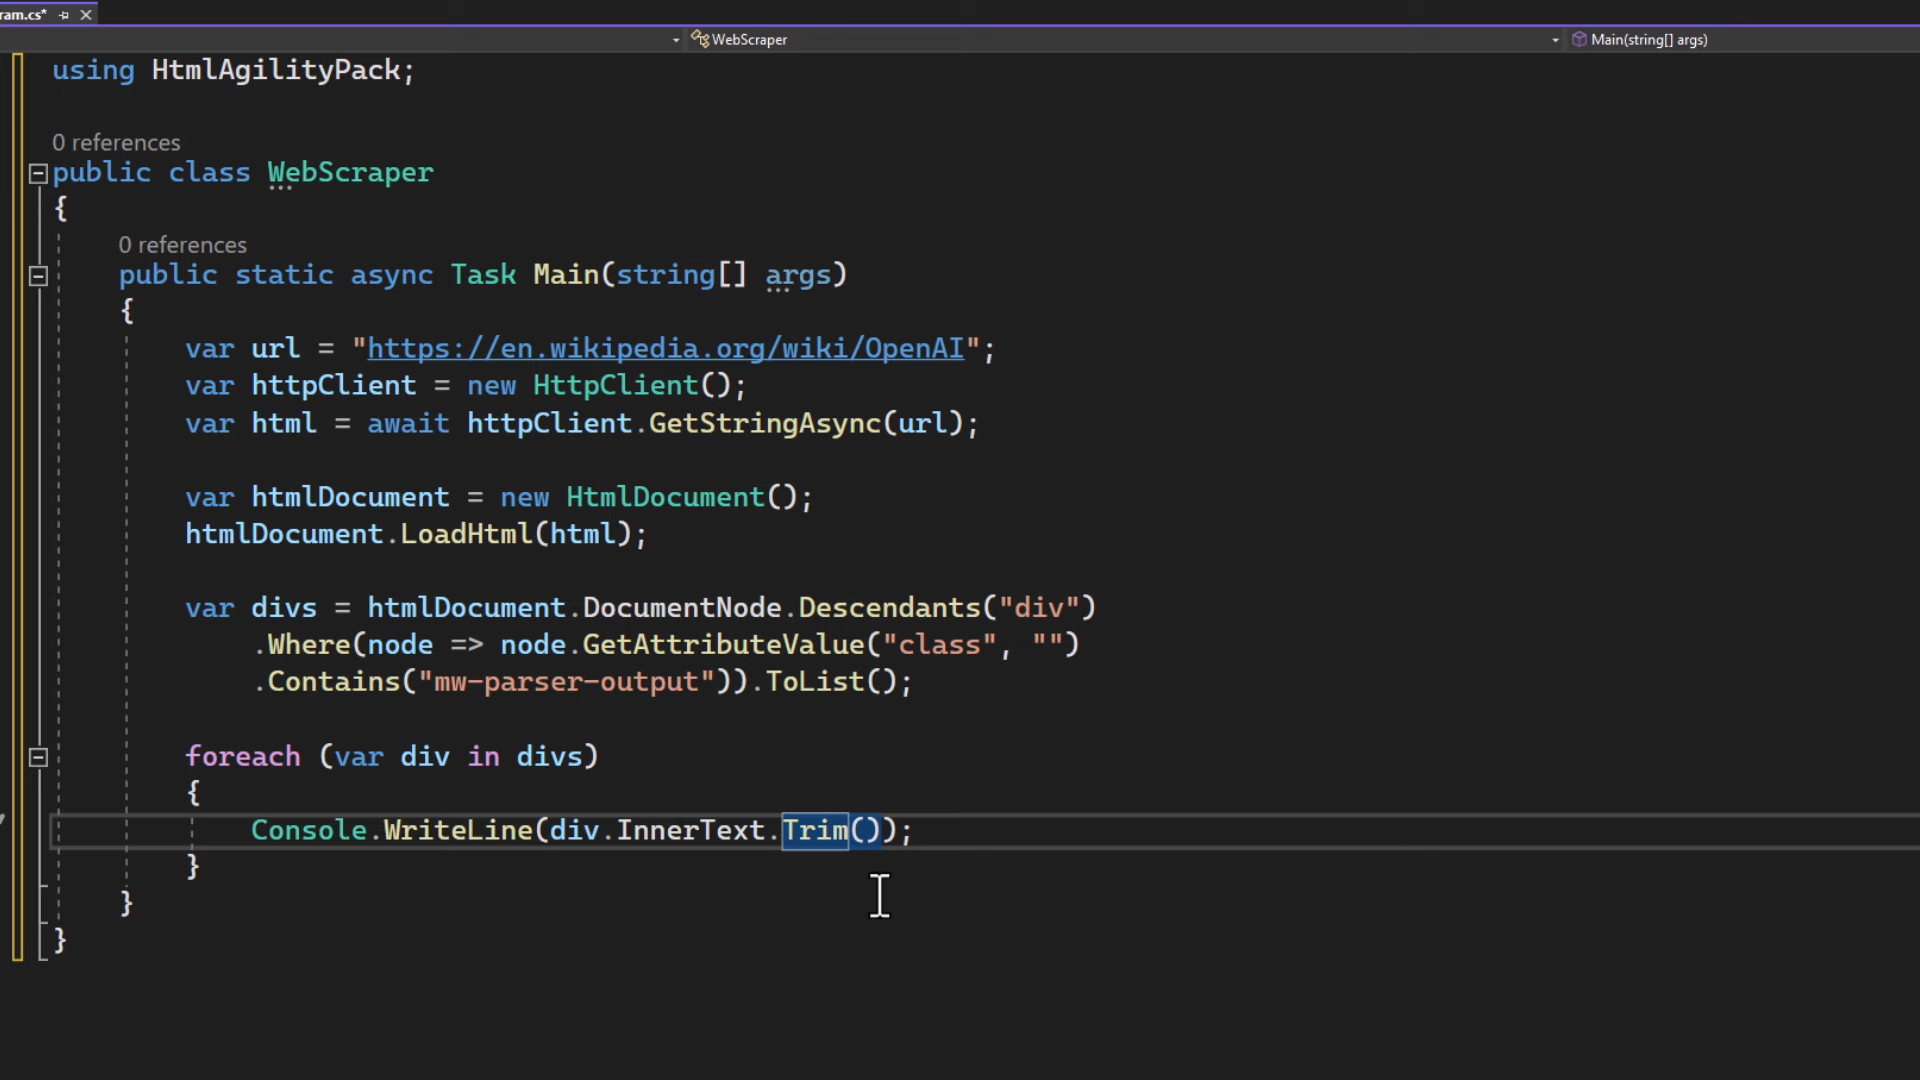 ram.cs*
WebScraper
Main(string[] args)
using HtmlAgilityPack;
0 references
public class WebScraper
{
0 references
public static async Task Main(string[] args)
{
var url = "https://en.wikipedia.org/wiki/OpenAI";
var httpClient = new HttpClient();
var html = await httpClient.GetStringAsync(url);
var htmlDocument = new HtmlDocument();
htmlDocument.LoadHtml(html);
var divs = htmlDocument.DocumentNode.Descendants("div")
.Where(node => node.GetAttributeValue("class", "")
.Contains("mw-parser-output")).ToList();
foreach (var div in divs)
{
Console.WriteLine(div.InnerText.Trim());
}
}
}